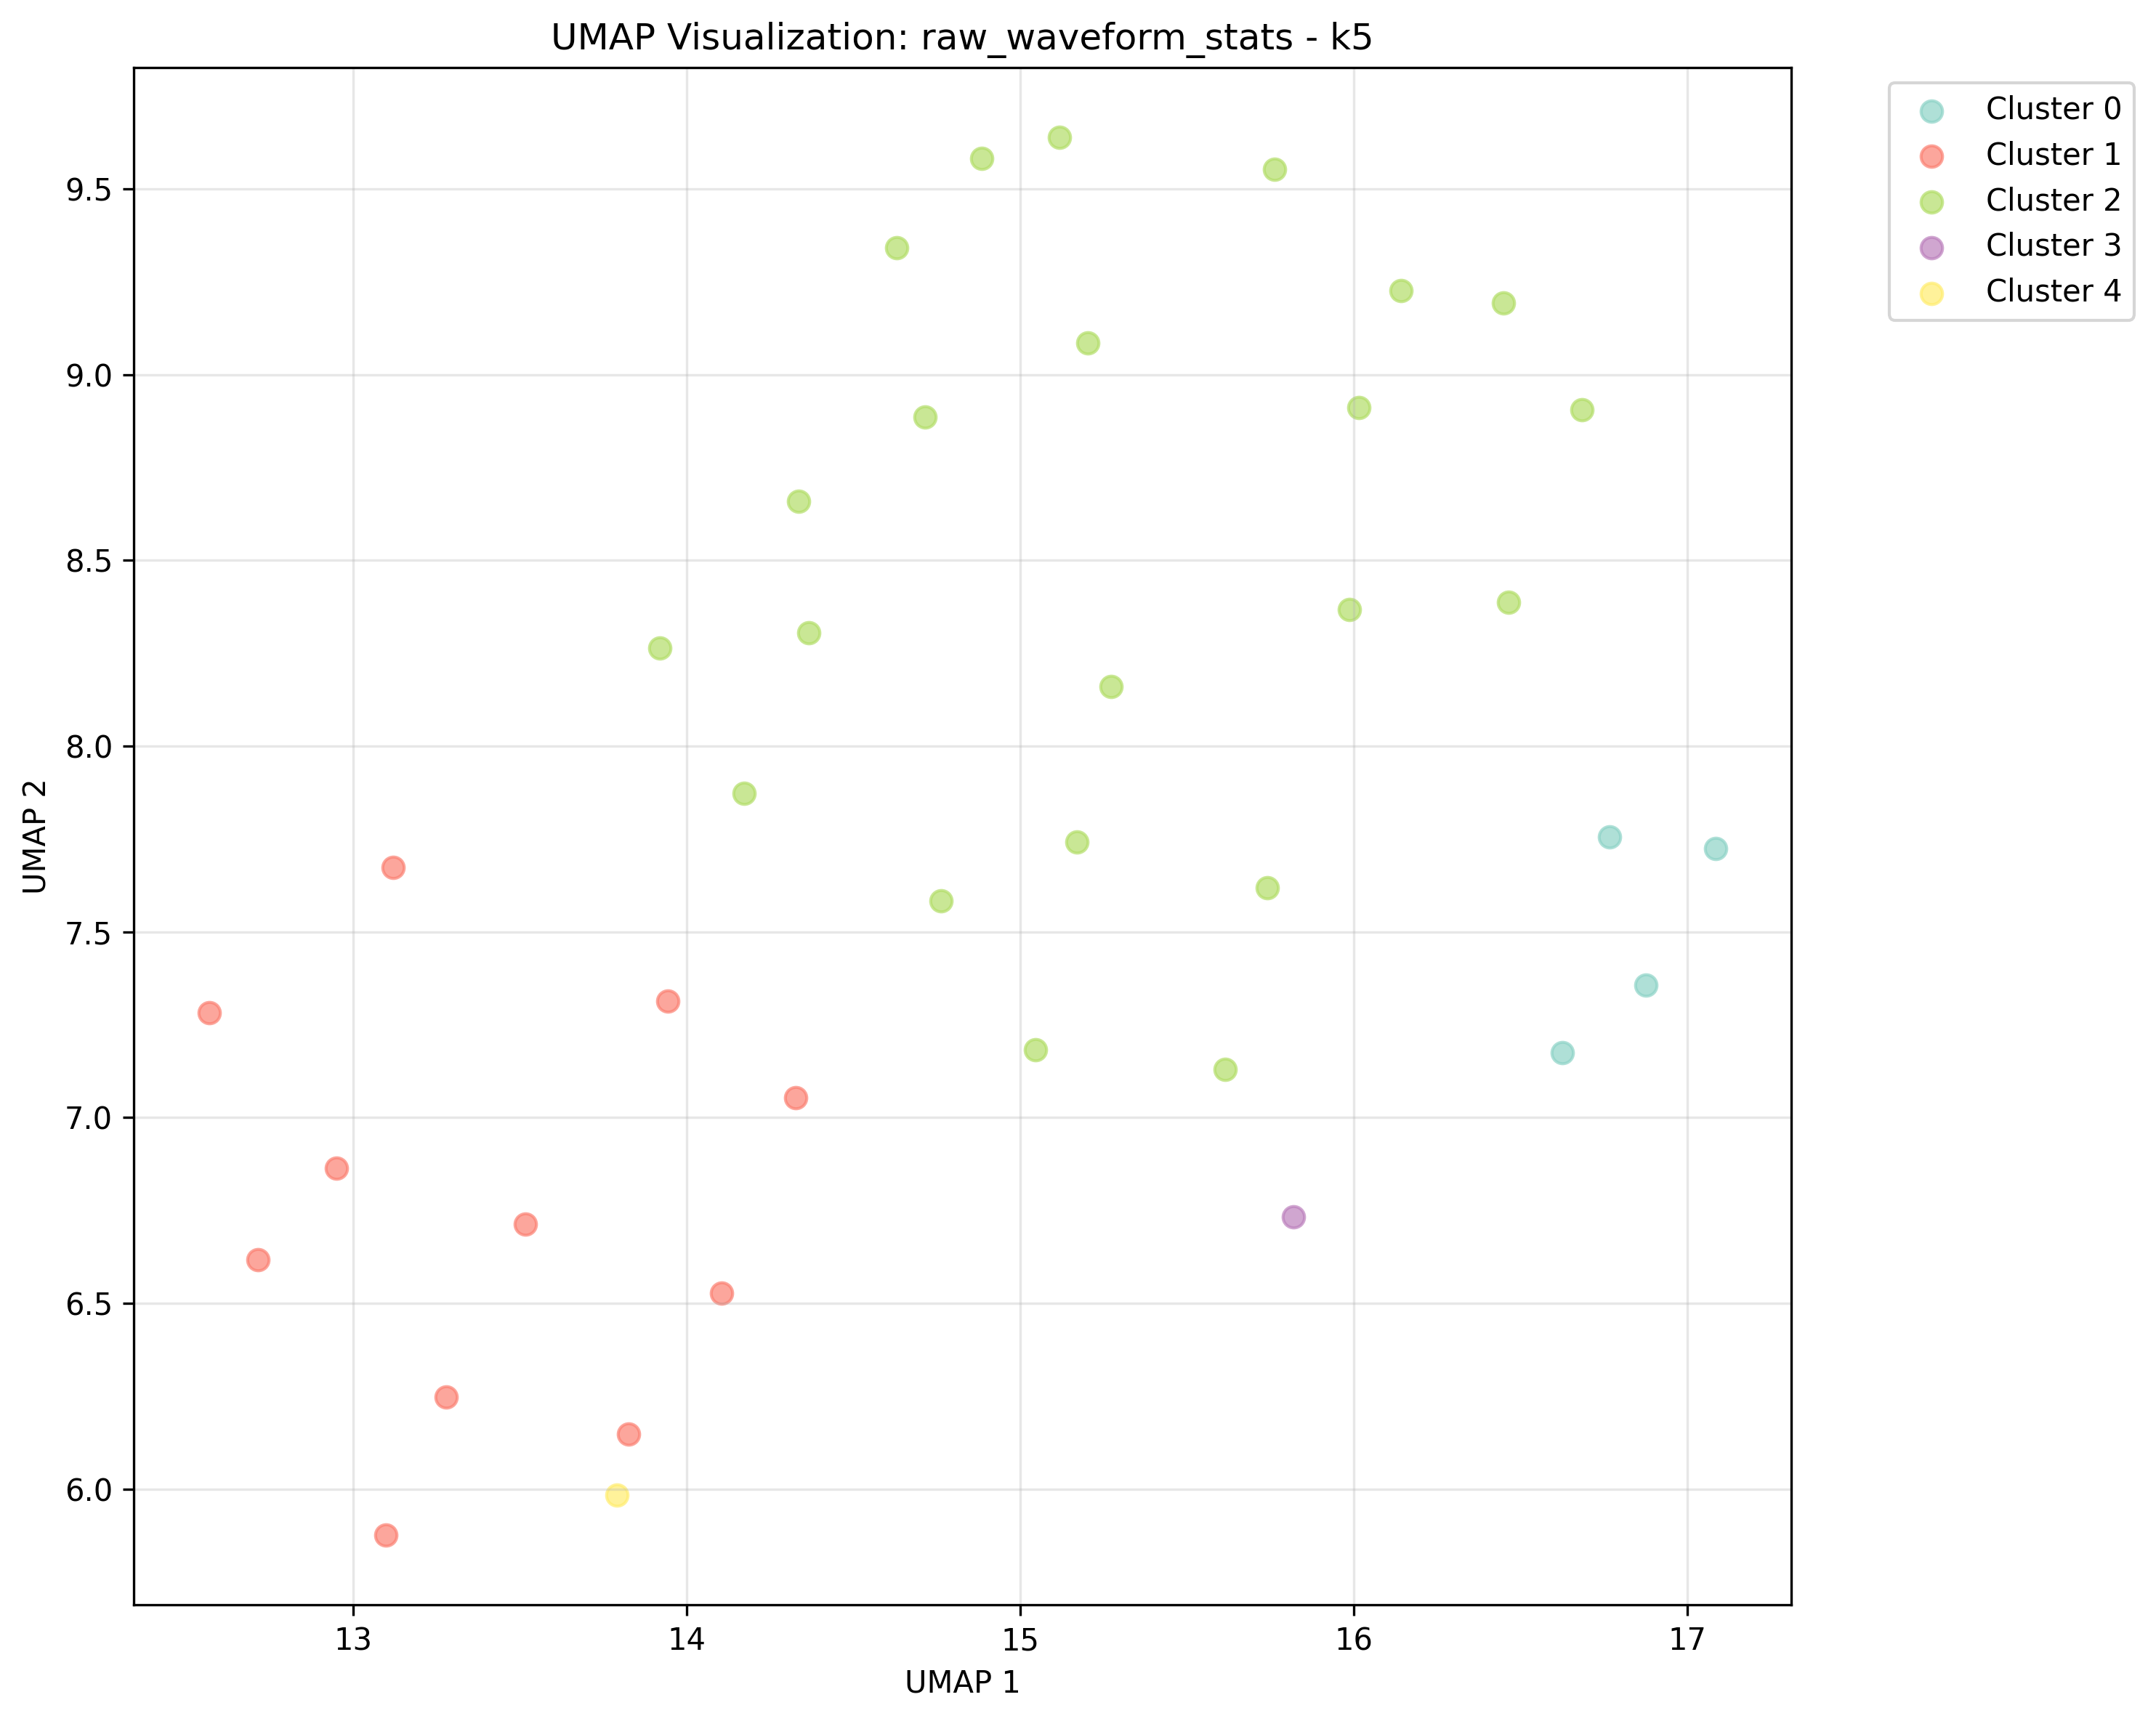 UMAP Visualization: raw_waveform_stats - k5
Cluster 0
Cluster 1
Cluster 2
Cluster 3
Cluster 4
UMAP 2
9.5
9.0
8.5
8.0
7.5
7.0
6.5
6.0
13 14 15 16 17
UMAP 1